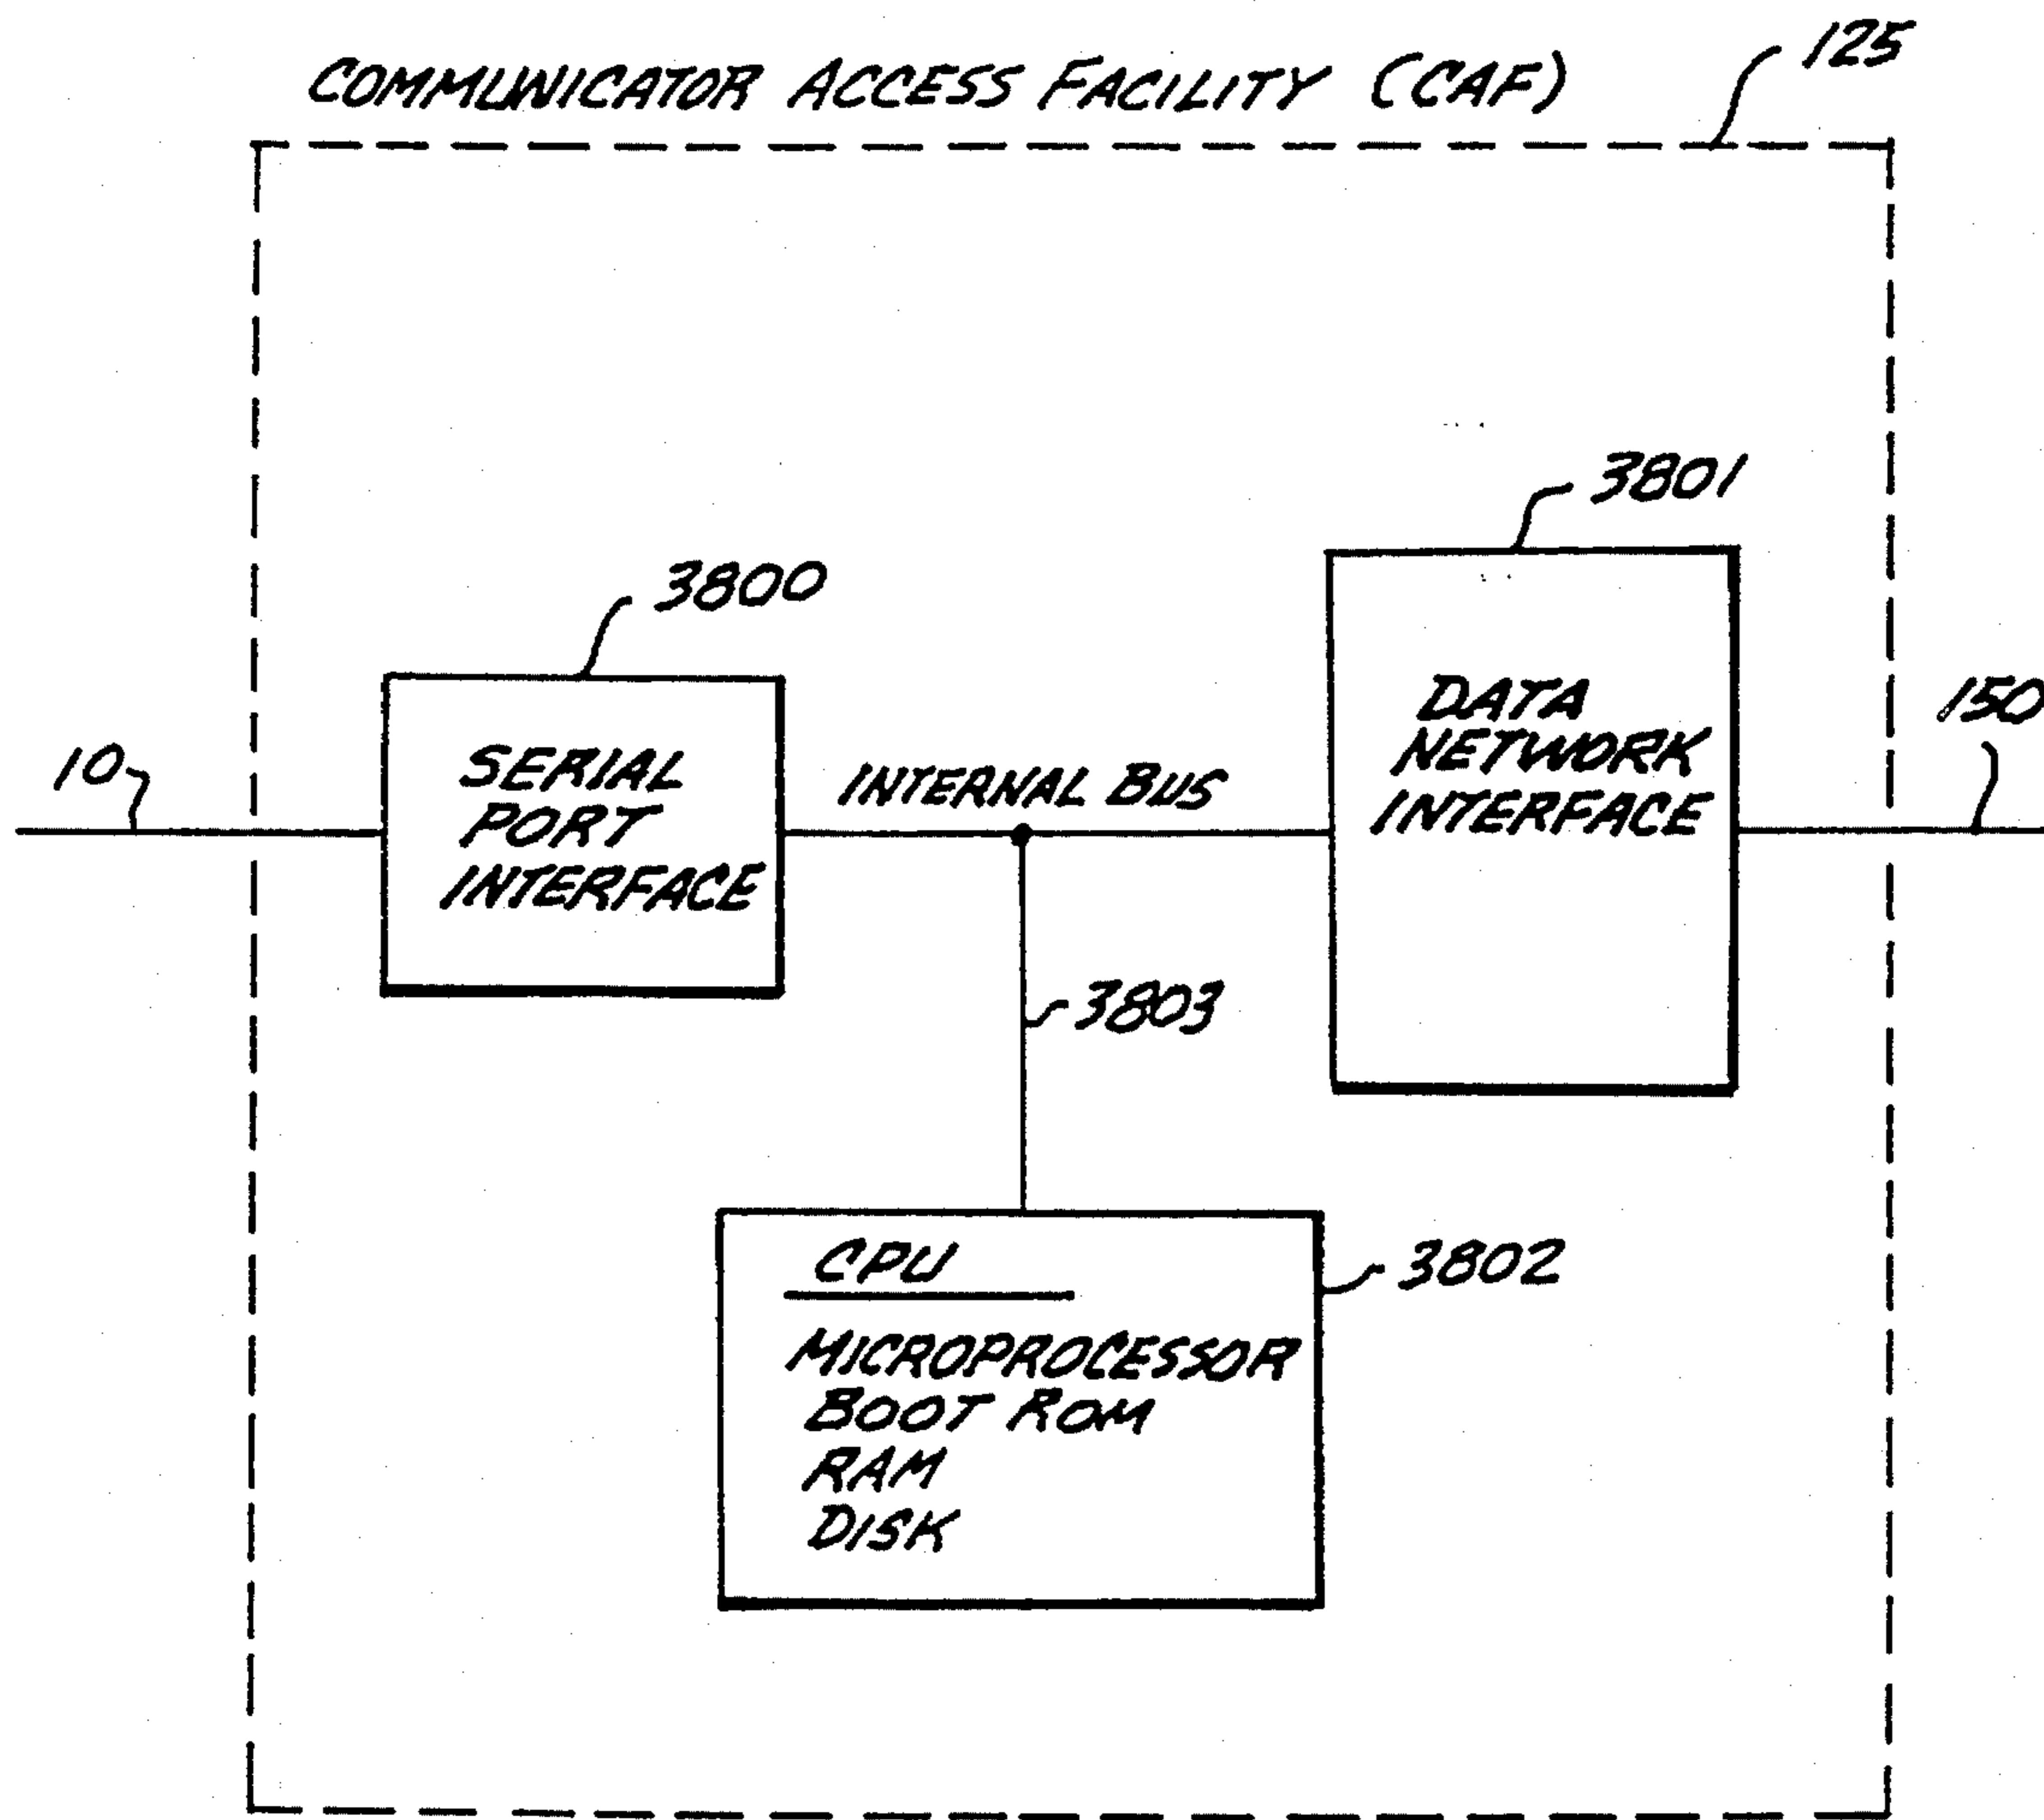 COMMUNICATOR ACCESS FACILITY (CAF)
125
3801
3800
10
SERIAL
PORT
INTERFACE
INTERNAL BUS
DATA
NETWORK
INTERFACE
150
3803
CPU
MICROPROCESSOR
BOOT ROM
RAM
DISK
3802